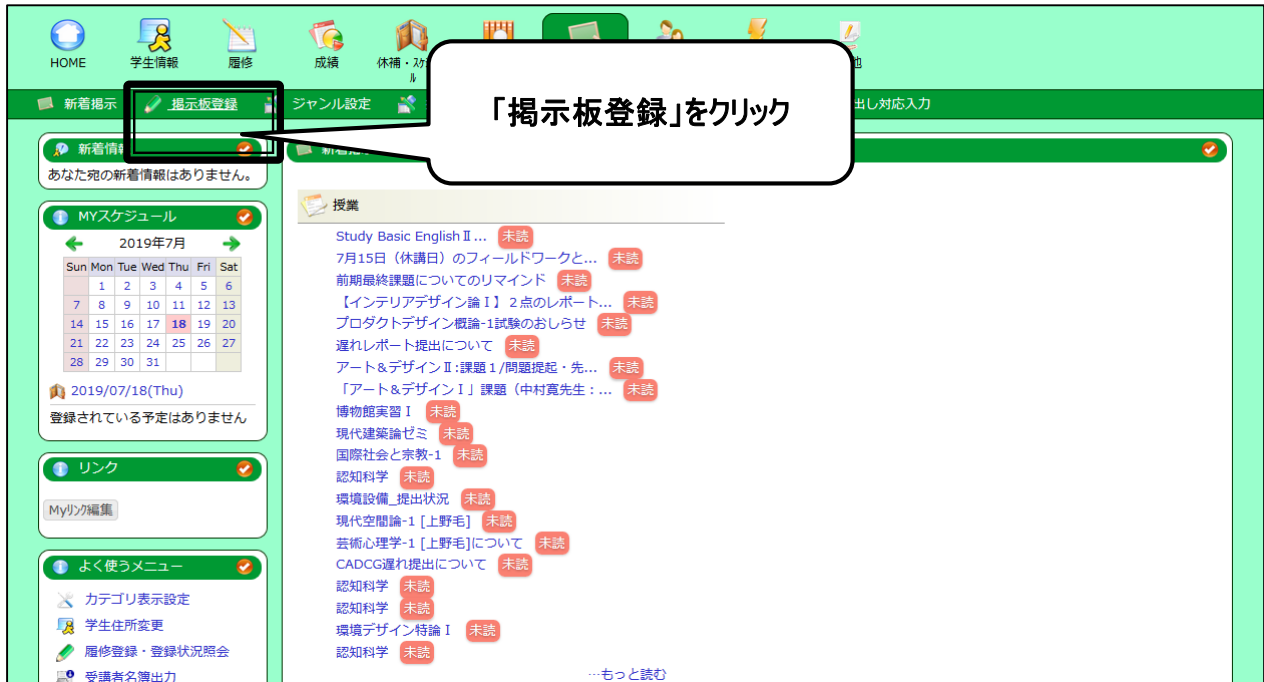 HOME
学生情報
履修
成績
休補・スケジ
ル
「掲示板登録」をクリック
新着掲示
掲示板登録
ジャンル設定
出し対応入力
新着情
あなた宛の新着情報はありません。
MYスケジュール
2019年7月
Sun Mon Tue Wed Thu Fri Sat
1 2 3 4 5 6
7 8 9 10 11 12 13
14 15 16 17 18 19 20
21 22 23 24 25 26 27
28 29 30 31
2019/07/18(Thu)
登録されている予定はありません
リンク
Myリンク編集
よく使うメニュー
カテゴリ表示設定
学生住所変更
履修登録・登録状況照会
受講者名簿出力
授業
Study Basic EnglishⅡ... 未読
7月15日（休講日）のフィールドワークと... 未読
前期最終課題についてのリマインド 未読
【インテリアデザイン論Ⅰ】２点のレポート... 未読
プロダクトデザイン概論-1試験のおしらせ 未読
遅れレポート提出について 未読
アート&デザインⅡ:課題１/問題提起・先... 未読
「アート&デザインⅠ」課題（中村寛先生：... 未読
博物館実習Ⅰ 未読
現代建築論ゼミ 未読
国際社会と宗教-1 未読
認知科学 未読
環境設備_提出状況 未読
現代空間論-1 [上野毛] 未読
芸術心理学-1 [上野毛]について 未読
CADCG遅れ提出について 未読
認知科学 未読
認知科学 未読
環境デザイン特論Ⅰ 未読
認知科学 未読
…もっと読む